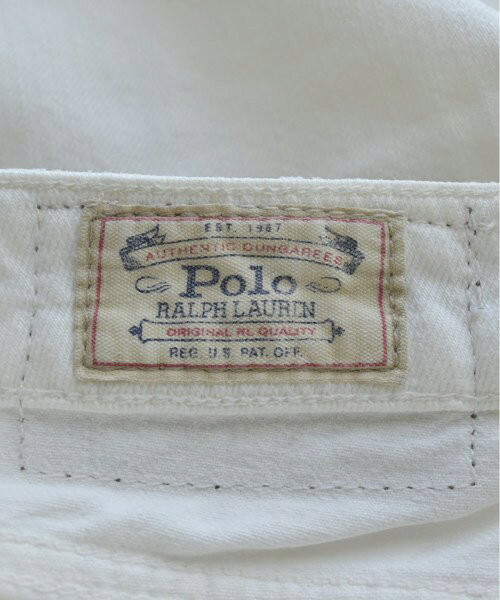 EST. 1967
AUTHENTIC DUNGAREES
Polo
RALPH LAUREN
ORIGINAL RL QUALITY
REG. U.S. PAT. OFF.